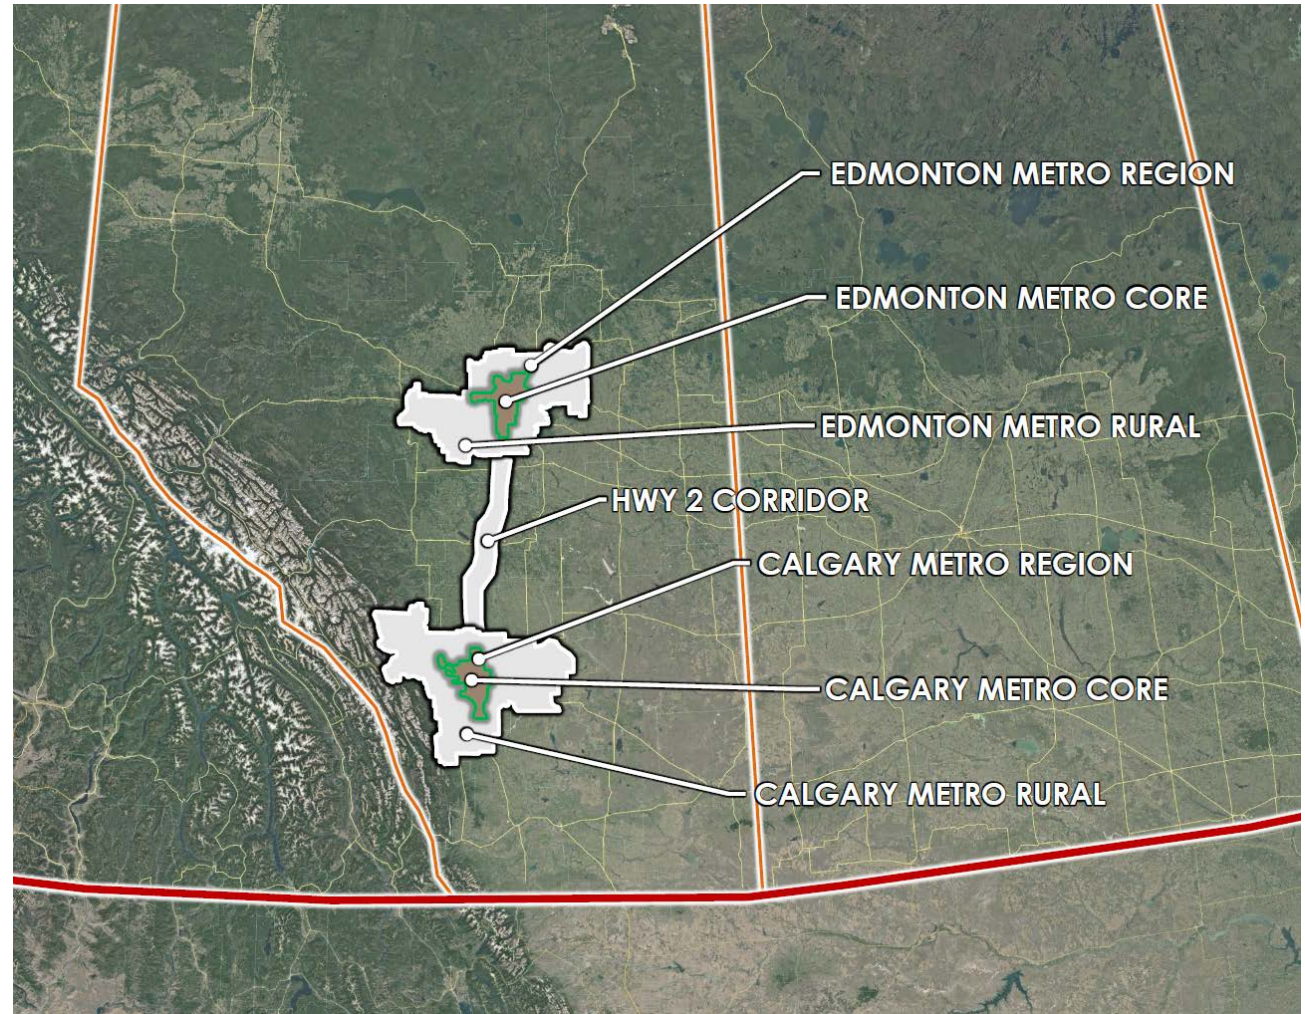 EDMONTON METRO REGION
EDMONTON METRO CORE
EDMONTON METRO RURAL
HWY 2 CORRIDOR
CALGARY METRO REGION
CALGARY METRO CORE
CALGARY METRO RURAL